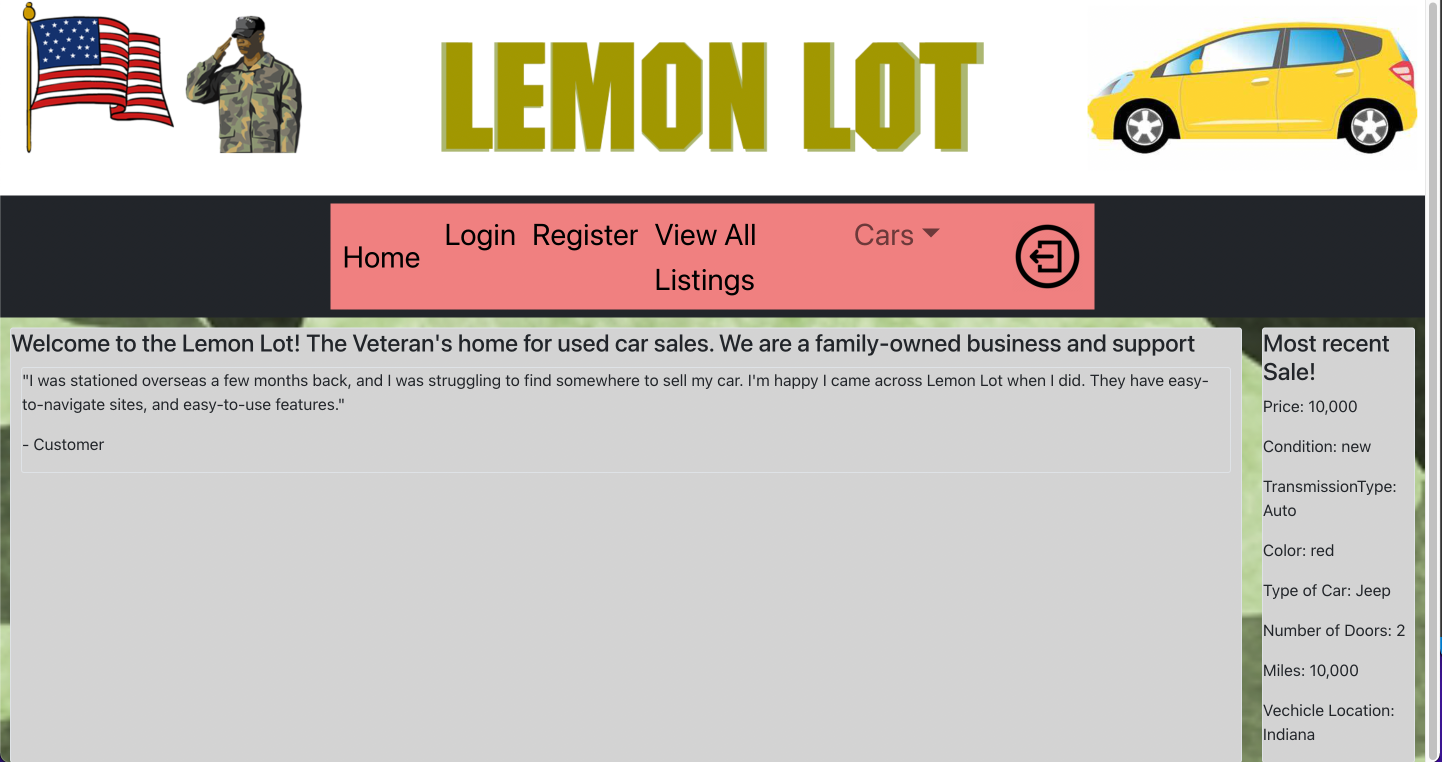 LEMON LOT
Home
Login
Register
View All
Listings
Cars
Welcome to the Lemon Lot! The Veteran's home for used car sales. We are a family-owned business and support
"I was stationed overseas a few months back, and I was struggling to find somewhere to sell my car. I'm happy I came across Lemon Lot when I did. They have easy-
to-navigate sites, and easy-to-use features."
- Customer
Most recent
Sale!
Price: 10,000
Condition: new
TransmissionType:
Auto
Color: red
Type of Car: Jeep
Number of Doors: 2
Miles: 10,000
Vechicle Location:
Indiana